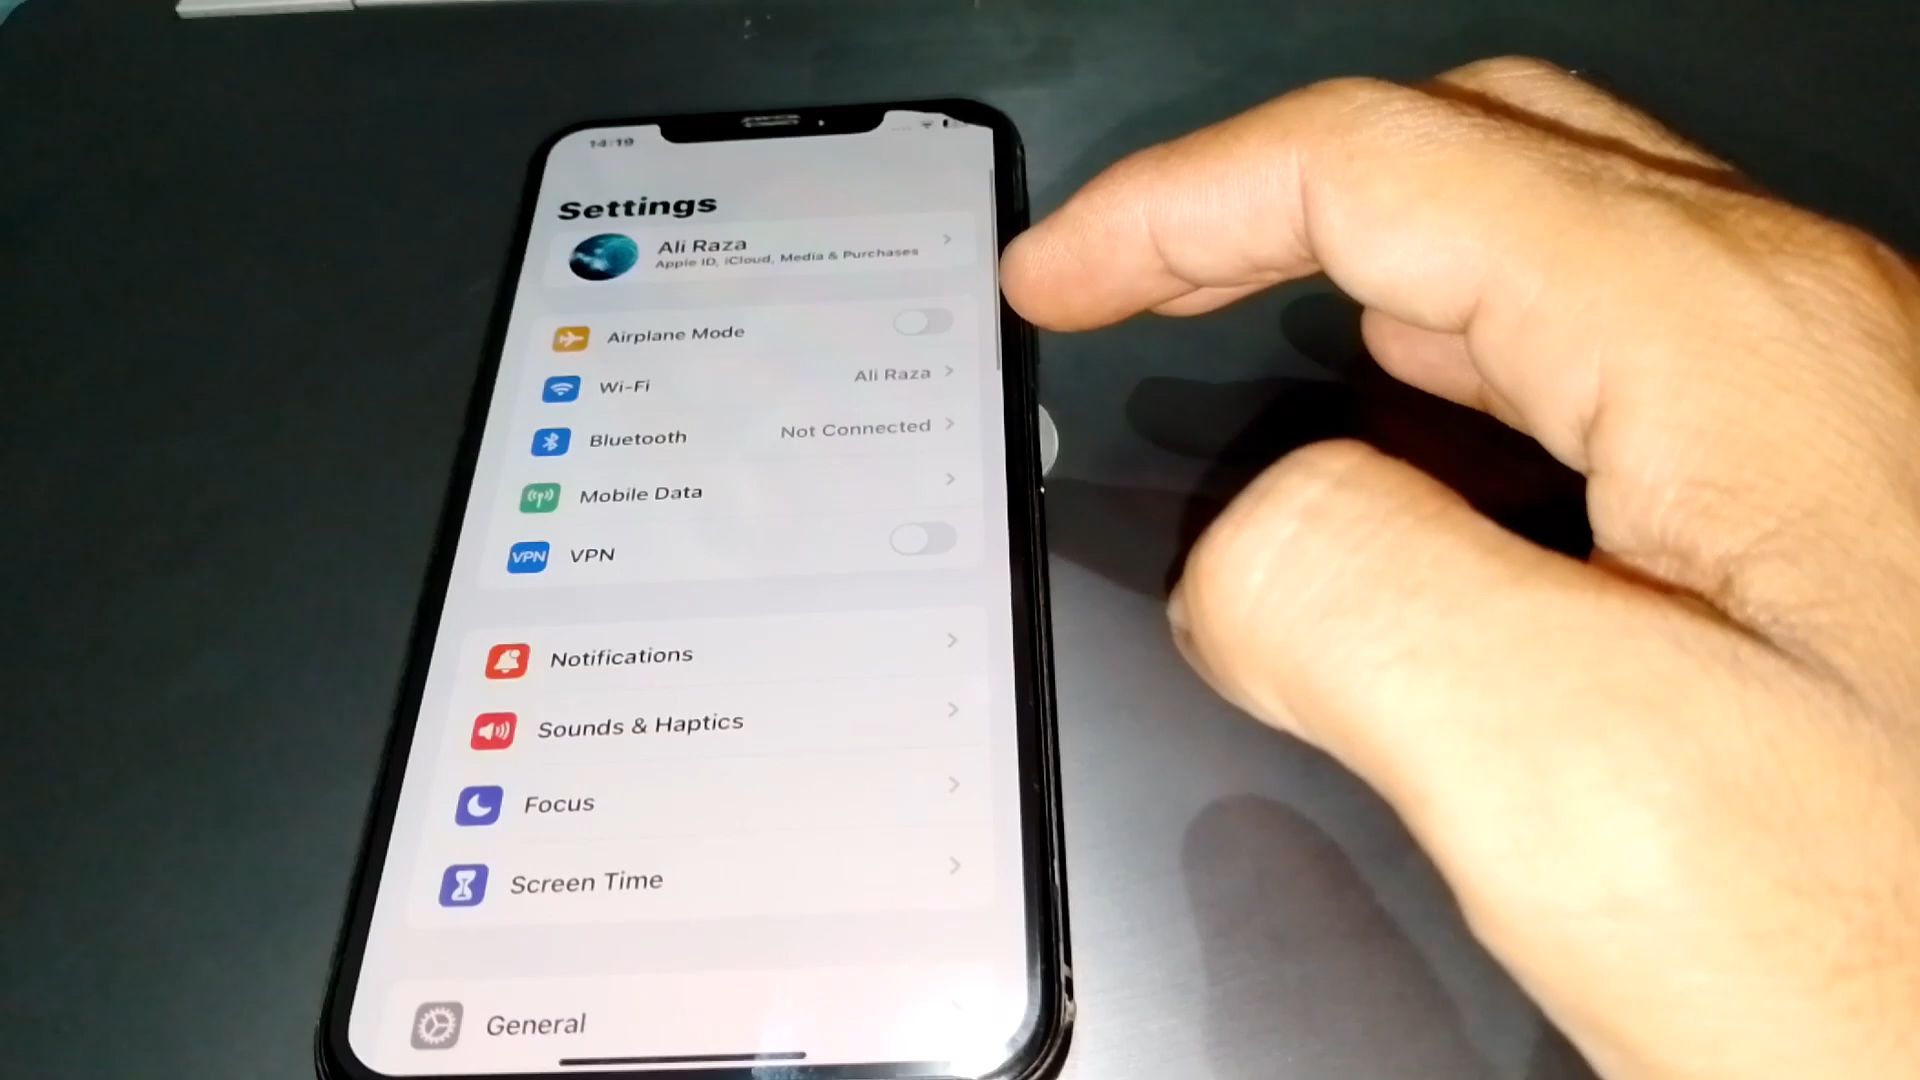 14:19
Settings
Ali Raza
Apple ID, iCloud, Media & Purchases
Airplane Mode
Wi-Fi Ali Raza
Bluetooth Not Connected
Mobile Data
VPN VPN
Notifications
Sounds & Haptics
Focus
Screen Time
General